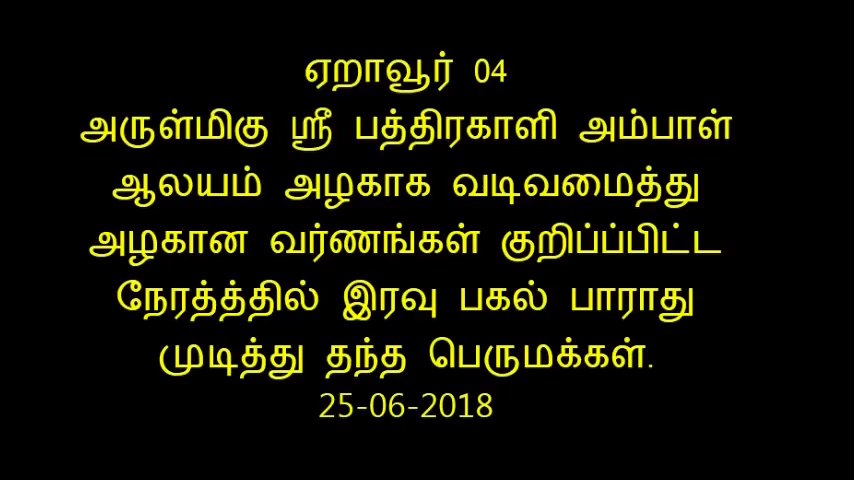 ஏறாவூர் 04
அருள்மிகு ஸ்ரீ பத்திரகாளி அம்பாள்
ஆலயம் அழகாக வடிவமைத்து
அழகான வர்ணங்கள் குறிப்ப்பிட்ட
நேரத்த்தில் இரவு பகல் பாராது
முடித்து தந்த பெருமக்கள்.
25-06-2018